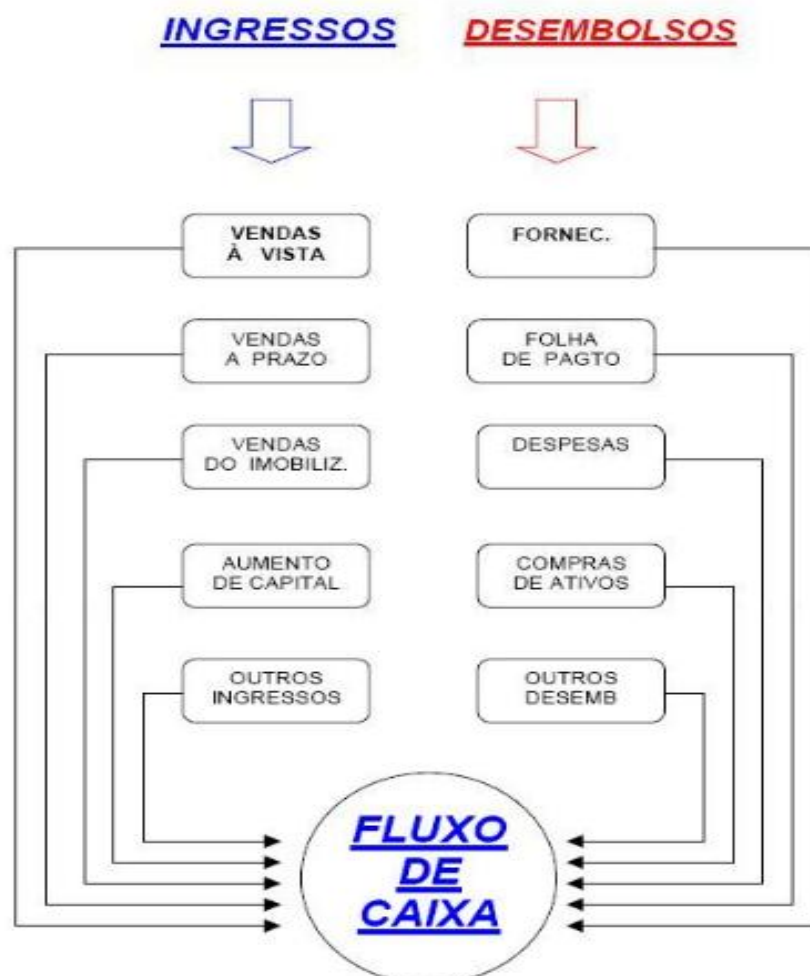 INGRESSOS
DESEMBOLSOS
VENDAS
À VISTA
FORNEC.
VENDAS
A PRAZO
FOLHA
DE PAGTO
VENDAS
DO IMOBILIZ.
DESPESAS
AUMENTO
DE CAPITAL
COMPRAS
DE ATIVOS
OUTROS
INGRESSOS
OUTROS
DESEMB
FLUXO
DE
CAIXA